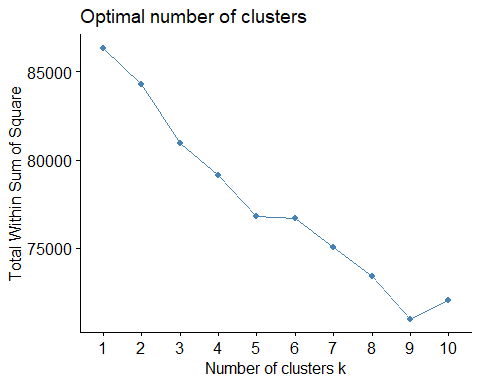 Optimal number of clusters
Total Within Sum of Square
85000
80000
75000
1 2 3 4 5 6 7 8 9 10
Number of clusters k